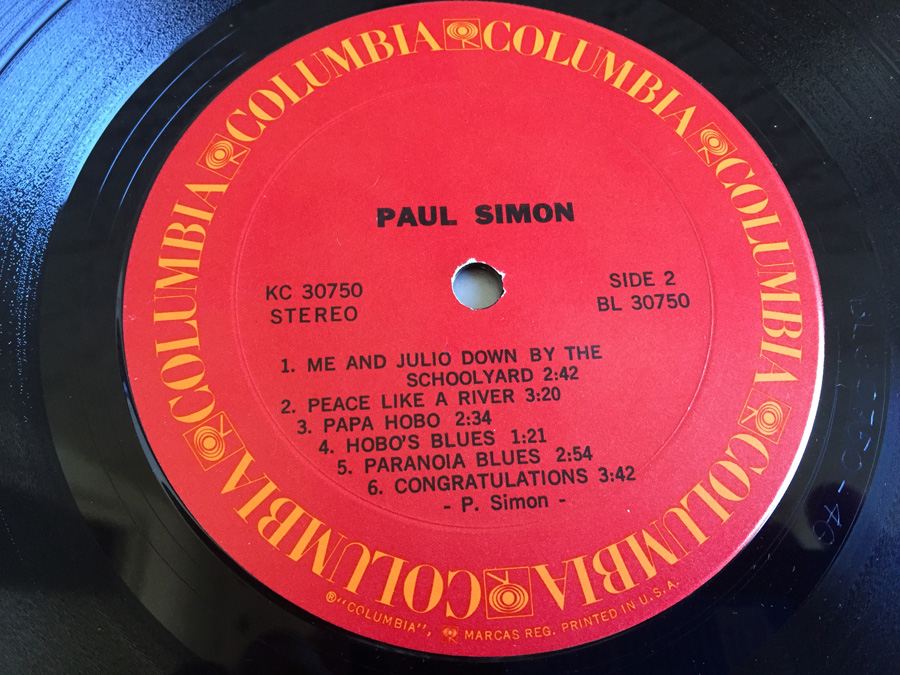 COLUMBIA COLUMBIA COLUMBIA COLUMBIA COLUMBIA COLUMBIA
PAUL SIMON
KC 30750
STEREO
SIDE 2
BL 30750
1. ME AND JULIO DOWN BY THE
SCHOOLYARD 2:42
2. PEACE LIKE A RIVER 3:20
3. PAPA HOBO 2:34
4. HOBO'S BLUES 1:21
5. PARANOIA BLUES 2:54
6. CONGRATULATIONS 3:42
- P. Simon -
®"COLUMBIA", MARCAS REG. PRINTED IN U.S.A.